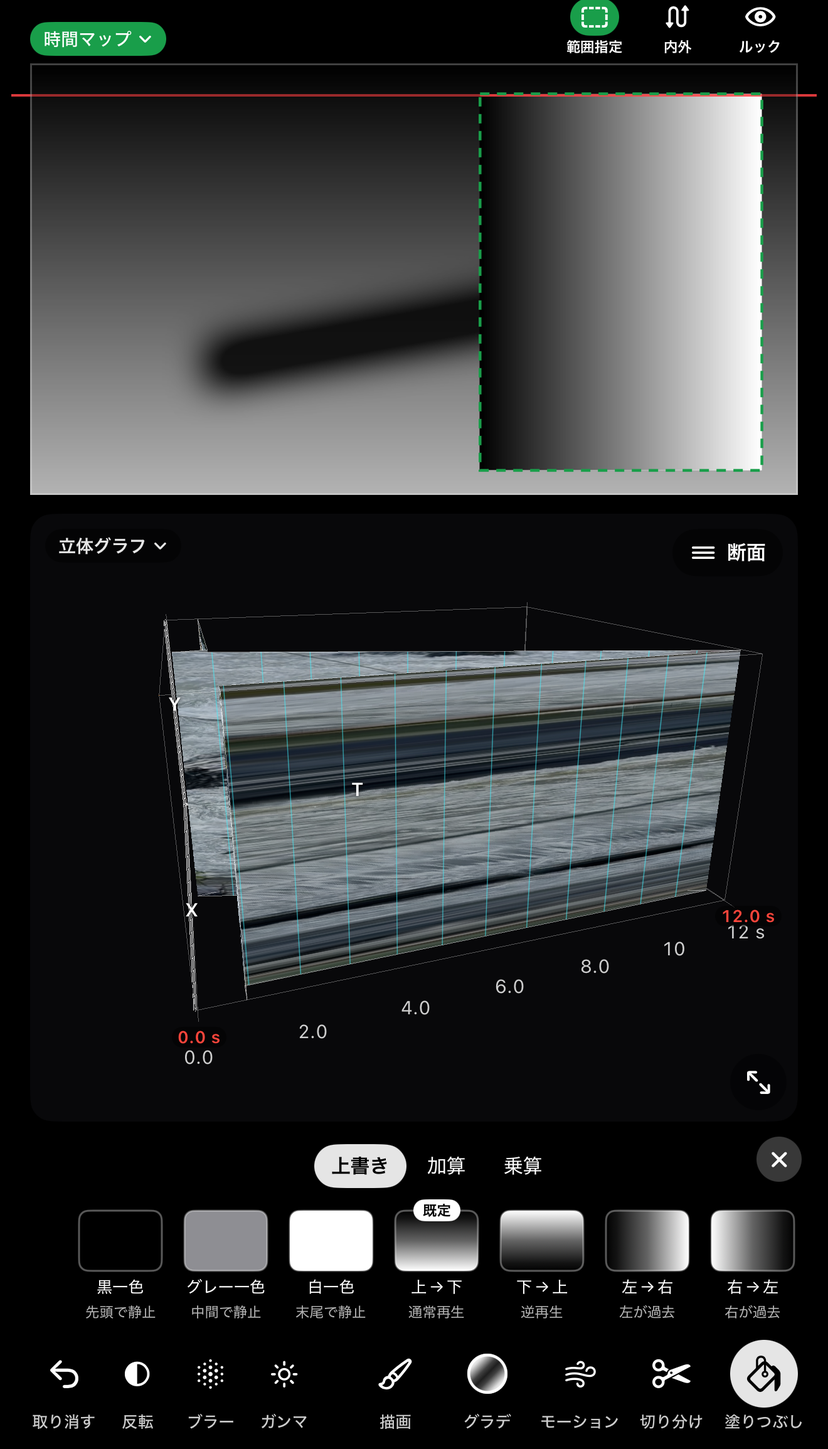 時間マップ
範囲指定
内外
ルック
立体グラフ
断面
Y
T
X
12.0 s
12 s
10
8.0
6.0
4.0
2.0
0.0 s
0.0
上書き
加算
乗算
既定
黒一色
グレー一色
白一色
上→下
下→上
左→右
右→左
先頭で静止
中間で静止
末尾で静止
通常再生
逆再生
左が過去
右が過去
取り消す
反転
ブラー
ガンマ
描画
グラデ
モーション
切り分け
塗りつぶし